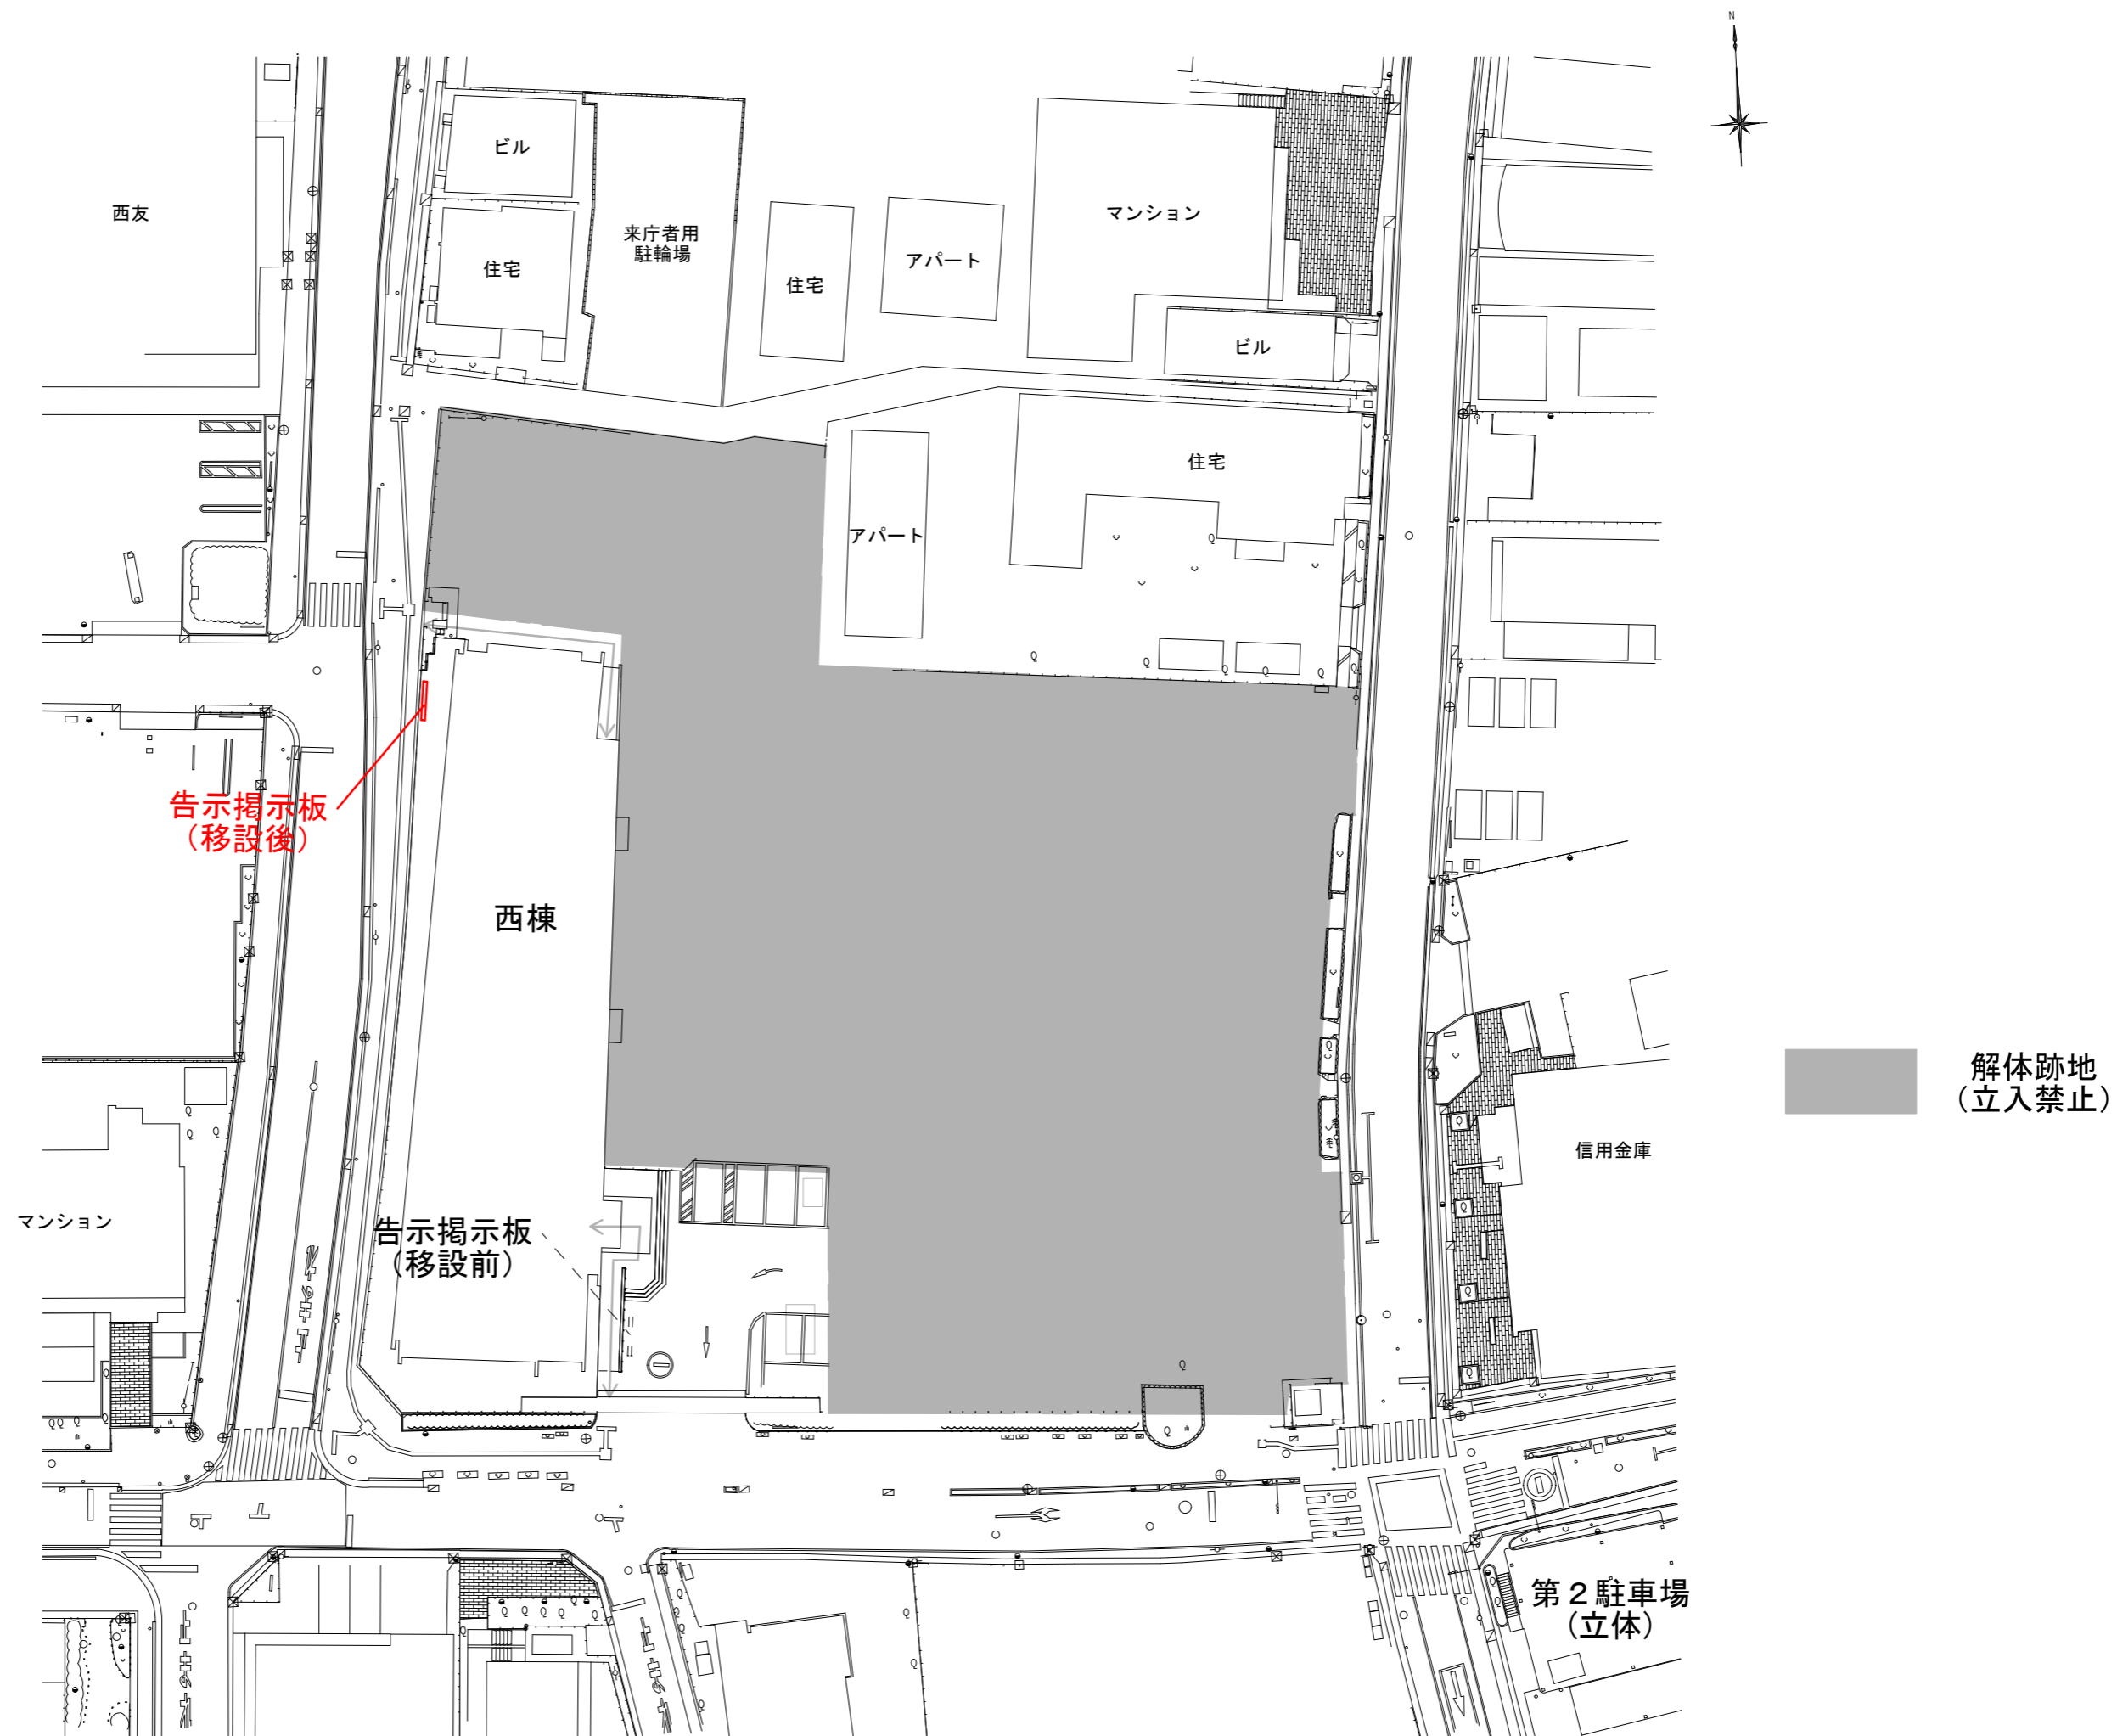 N
ビル
西友
来庁者用
駐輪場
マンション
住宅
アパート
住宅
ビル
住宅
アパート
告示掲示板
（移設後）
西棟
解体跡地
（立入禁止）
信用金庫
マンション
告示掲示板
（移設前）
第２駐車場
（立体）